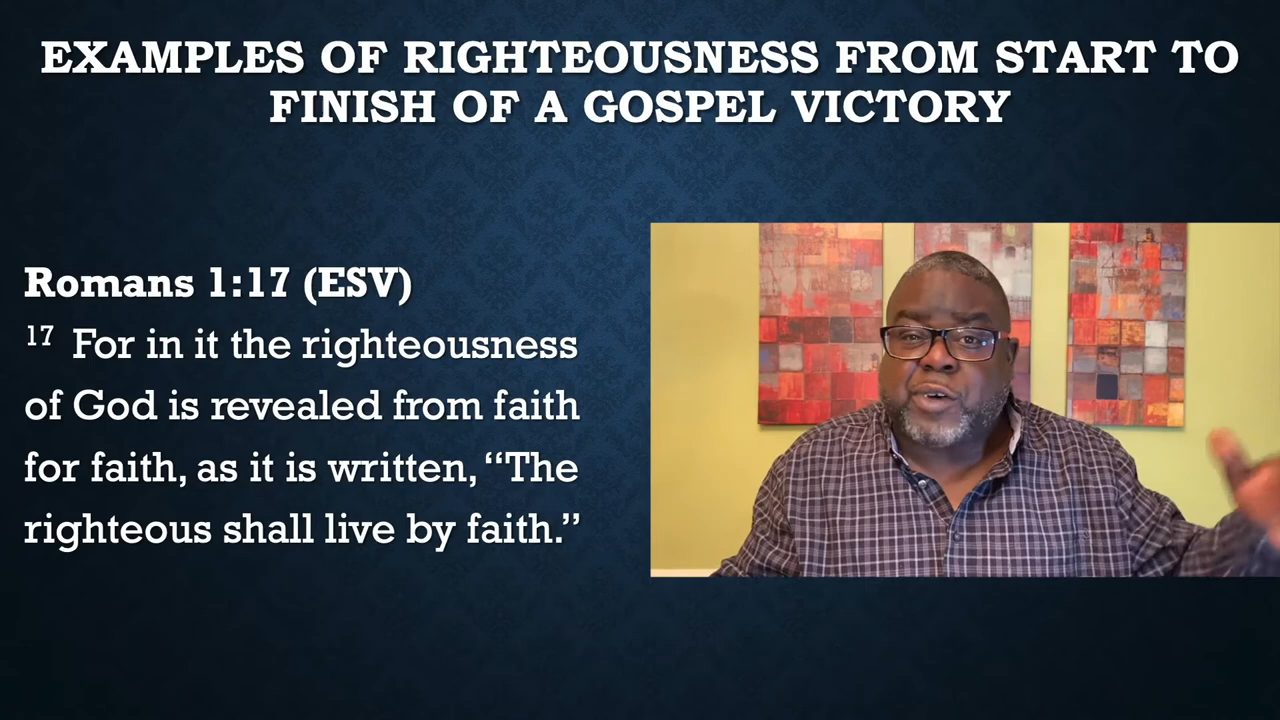 EXAMPLES OF RIGHTEOUSNESS FROM START TO
FINISH OF A GOSPEL VICTORY
Romans 1:17 (ESV)
17 For in it the righteousness
of God is revealed from faith
for faith, as it is written, “The
righteous shall live by faith.”